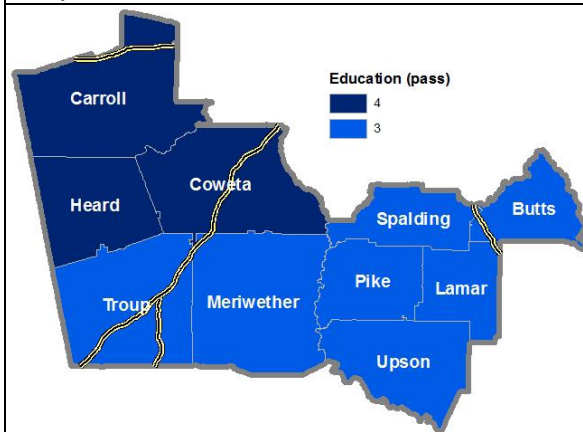 Education (pass)
4
3
Carroll
Heard
Coweta
Spalding
Butts
Troup
Meriwether
Pike
Lamar
Upson